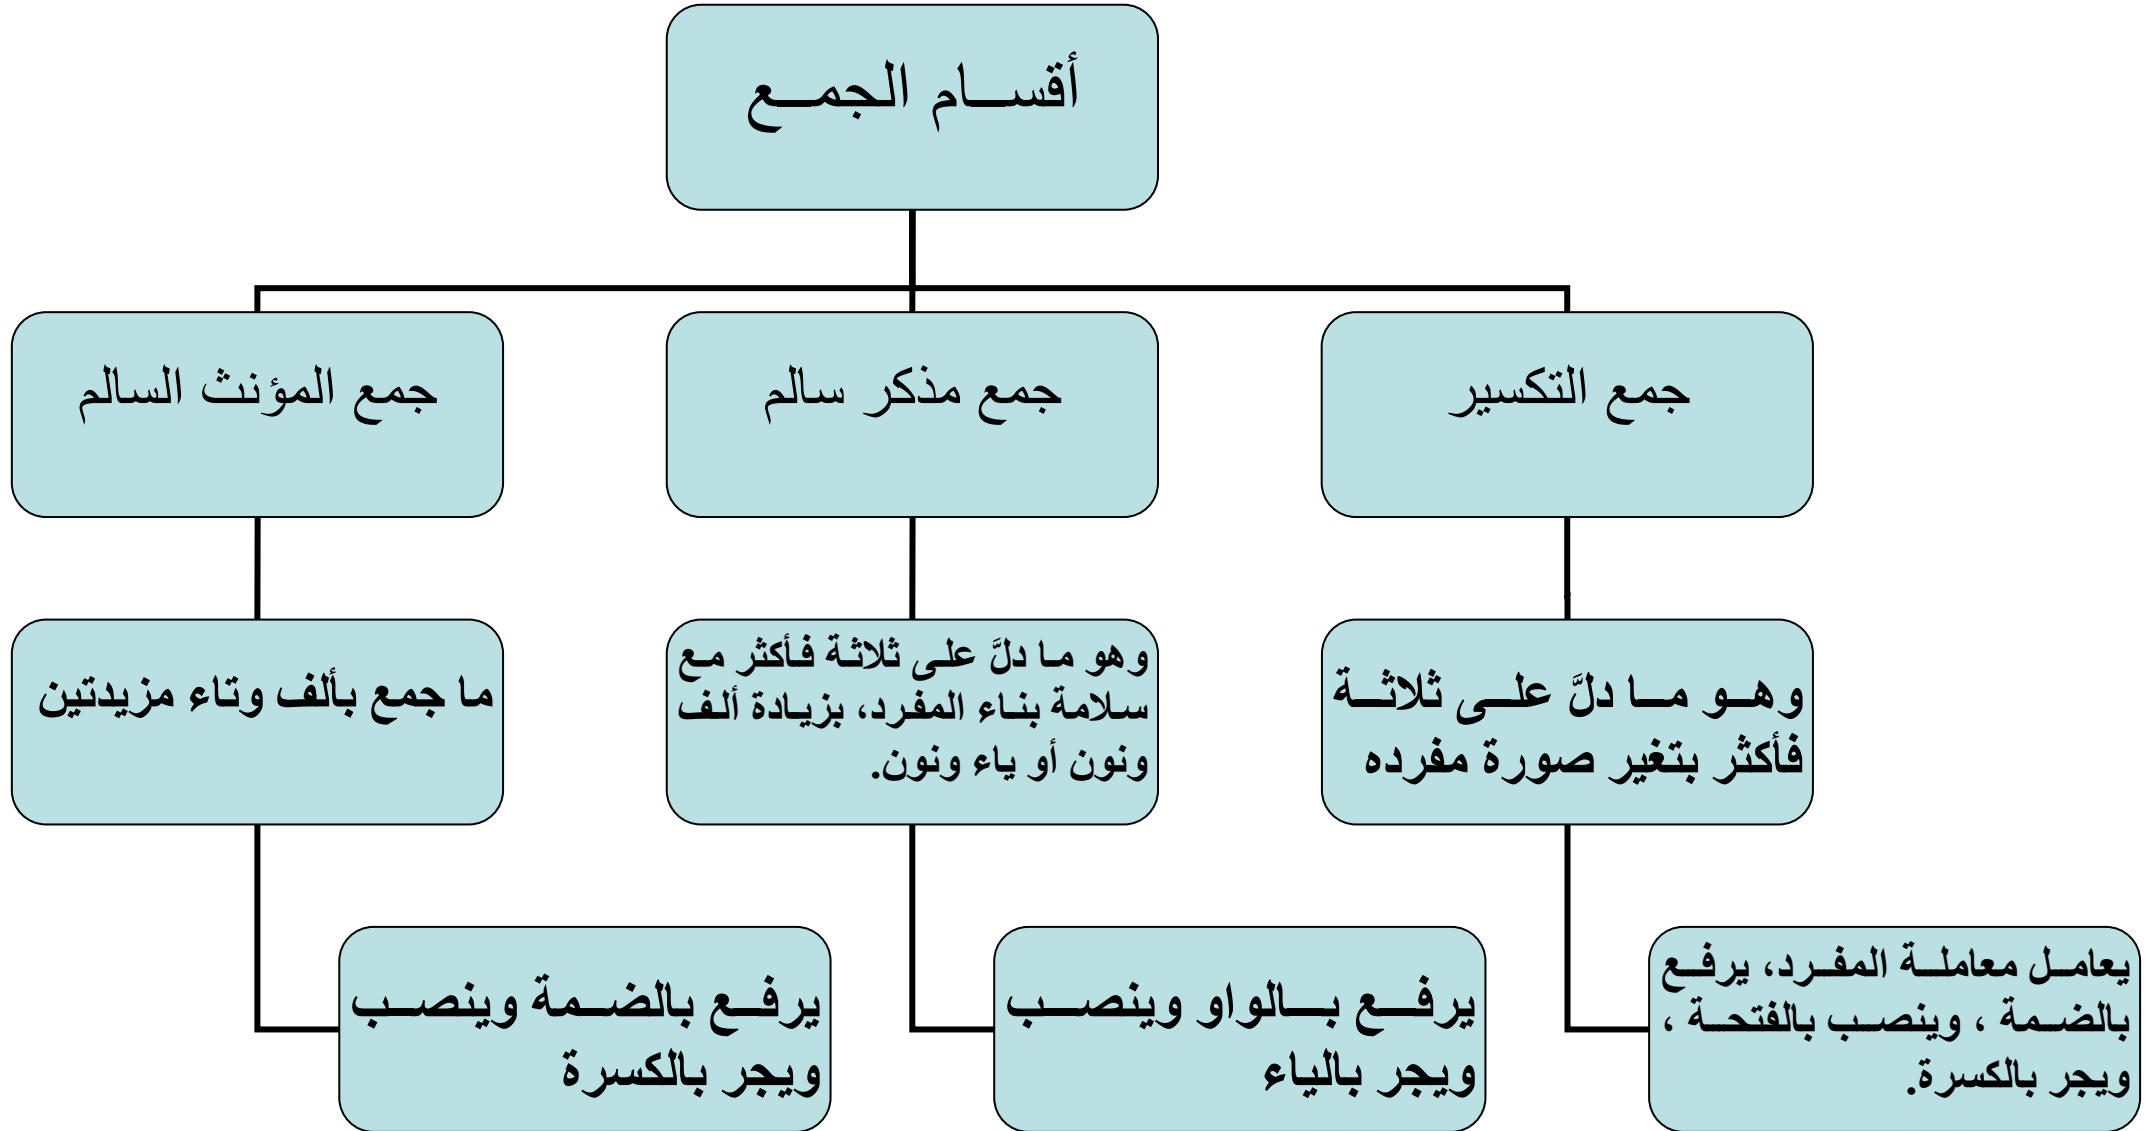 أقسام الجمع
جمع التكسير
جمع مذكر سالم
جمع المؤنث السالم
وهو ما دلَّ على ثلاثة
فأكثر بتغير صورة مفرده
وهو ما دلَّ على ثلاثة فأكثر مع
سلامة بناء المفرد، بزيادة ألف
ونون أو ياء ونون.
ما جمع بألف وتاء مزيدتين
يعامل معاملة المفرد، يرفع
بالضمة ، وينصب بالفتحة ،
ويجر بالكسرة.
يرفع بالواو وينصب
ويجر بالياء
يرفع بالضمة وينصب
ويجر بالكسرة